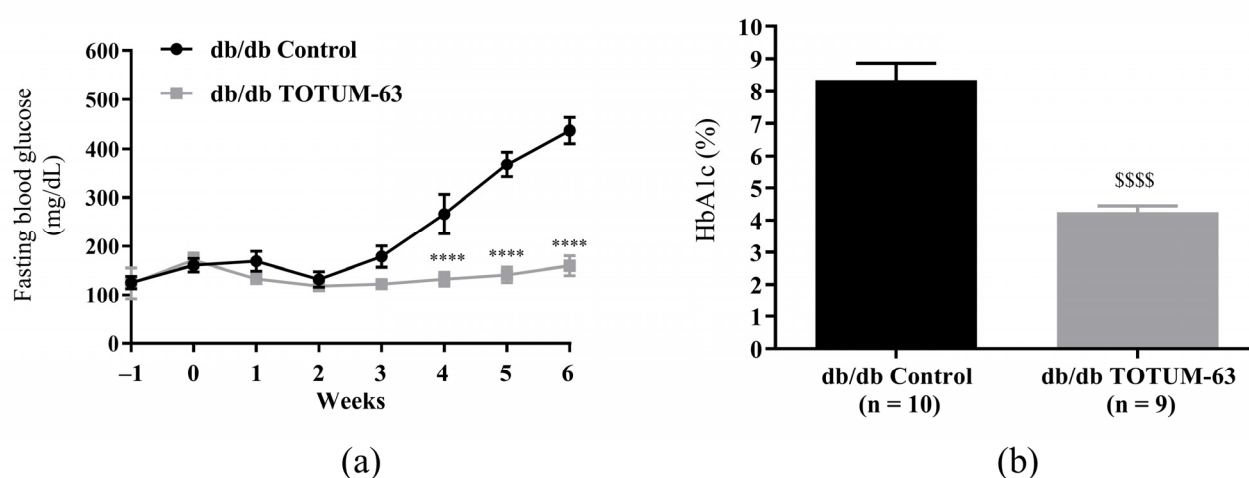 db/db Control
db/db TOTUM-63
Fasting blood glucose
(mg/dL)
600
500
400
300
200
100
0
****
****
****
–1 0 1 2 3 4 5 6
Weeks
(a)
HbA1c (%)
10
9
8
7
6
5
4
3
2
1
0
$$$$
db/db Control
(n = 10)
db/db TOTUM-63
(n = 9)
(b)